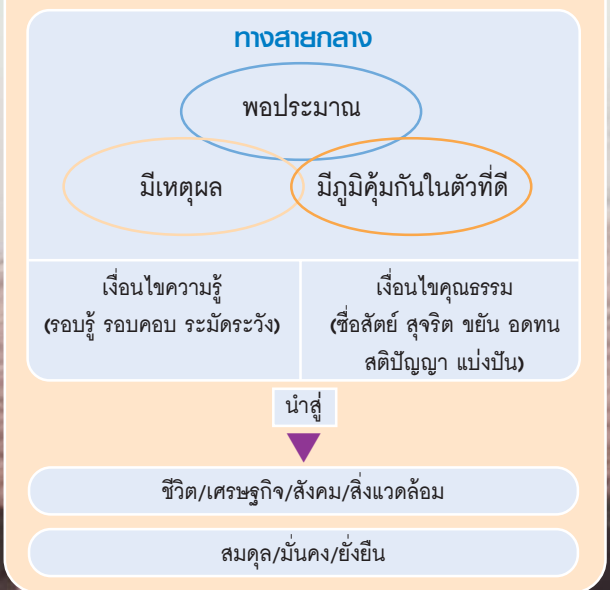 ทางสายกลาง
พอประมาณ
มีเหตุผล
มีภูมิคุ้มกันในตัวที่ดี
เงื่อนไขความรู้
(รอบรู้ รอบคอบ ระมัดระวัง)
เงื่อนไขคุณธรรม
(ซื่อสัตย์ สุจริต ขยัน อดทน
สติปัญญา แบ่งปัน)
นำสู่
ชีวิต/เศรษฐกิจ/สังคม/สิ่งแวดล้อม
สมดุล/มั่นคง/ยั่งยืน